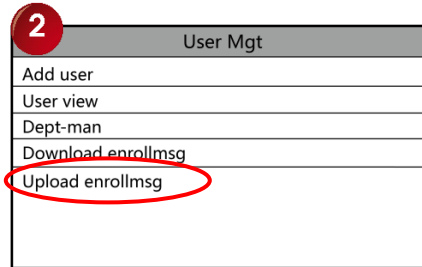 2
User Mgt
Add user
User view
Dept-man
Download enrollmsg
Upload enrollmsg